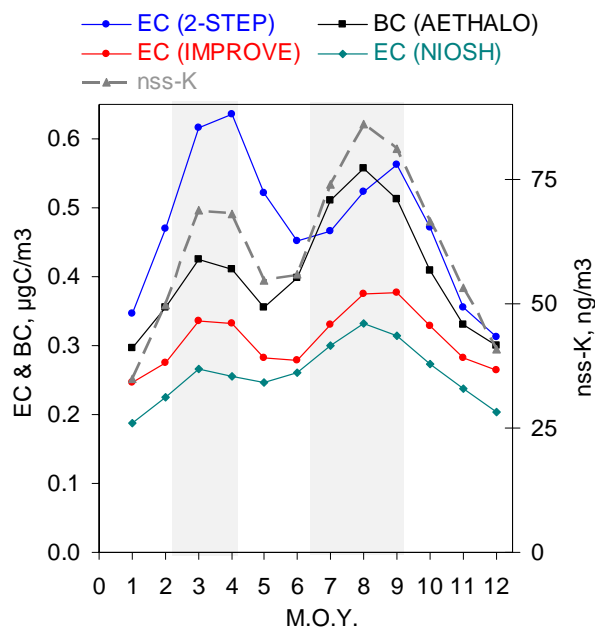 EC (2-STEP) BC (AETHALO)
EC (IMPROVE) EC (NIOSH)
nss-K
EC & BC, µgC/m3
0.6
0.5
0.4
0.3
0.2
0.1
0.0
75
50
25
0
nss-K, ng/m3
0 1 2 3 4 5 6 7 8 9 10 11 12
M.O.Y.